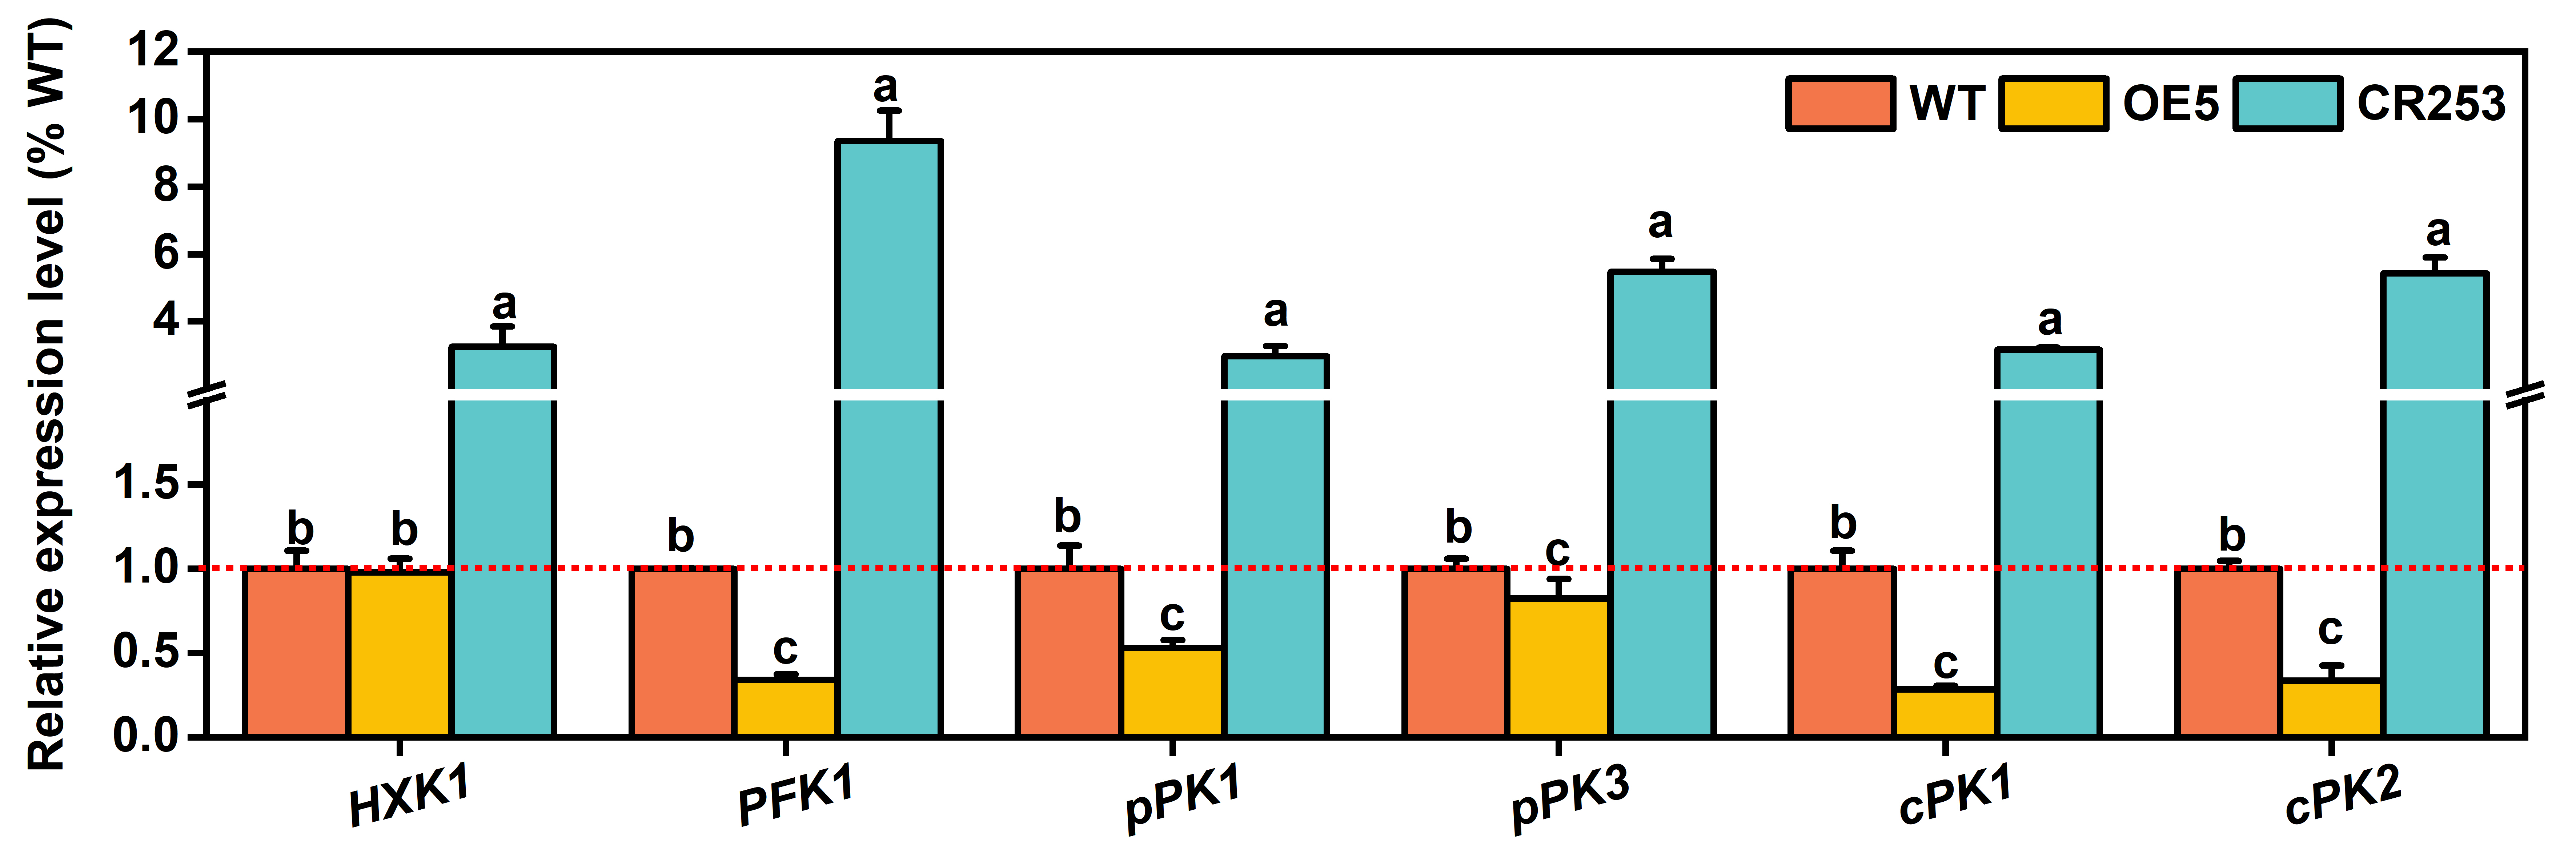 Relative expression level (% WT)
12
10
8
6
4
1.5
1.0
0.5
0.0
WT OE5 CR253
b b a
b c a
b c a
b c a
b c a
b c a
HXK1 PFK1 pPK1 pPK3 cPK1 cPK2